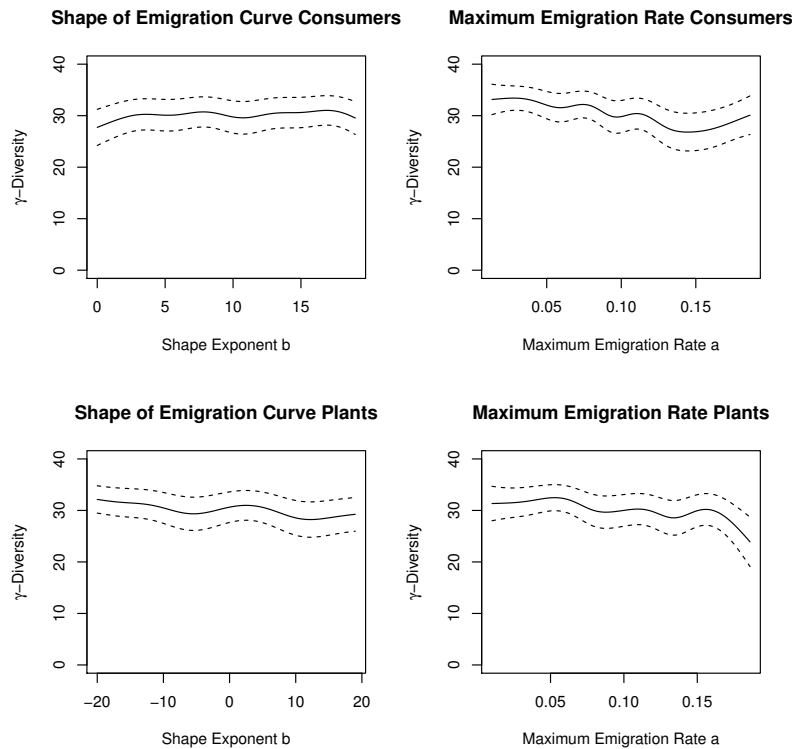 Shape of Emigration Curve Consumers
γ−Diversity
40
30
20
10
0
0 5 10 15
Shape Exponent b
Maximum Emigration Rate Consumers
γ−Diversity
40
30
20
10
0
0.05 0.10 0.15
Maximum Emigration Rate a
Shape of Emigration Curve Plants
γ−Diversity
40
30
20
10
0
−20 −10 0 10 20
Shape Exponent b
Maximum Emigration Rate Plants
γ−Diversity
40
30
20
10
0
0.05 0.10 0.15
Maximum Emigration Rate a